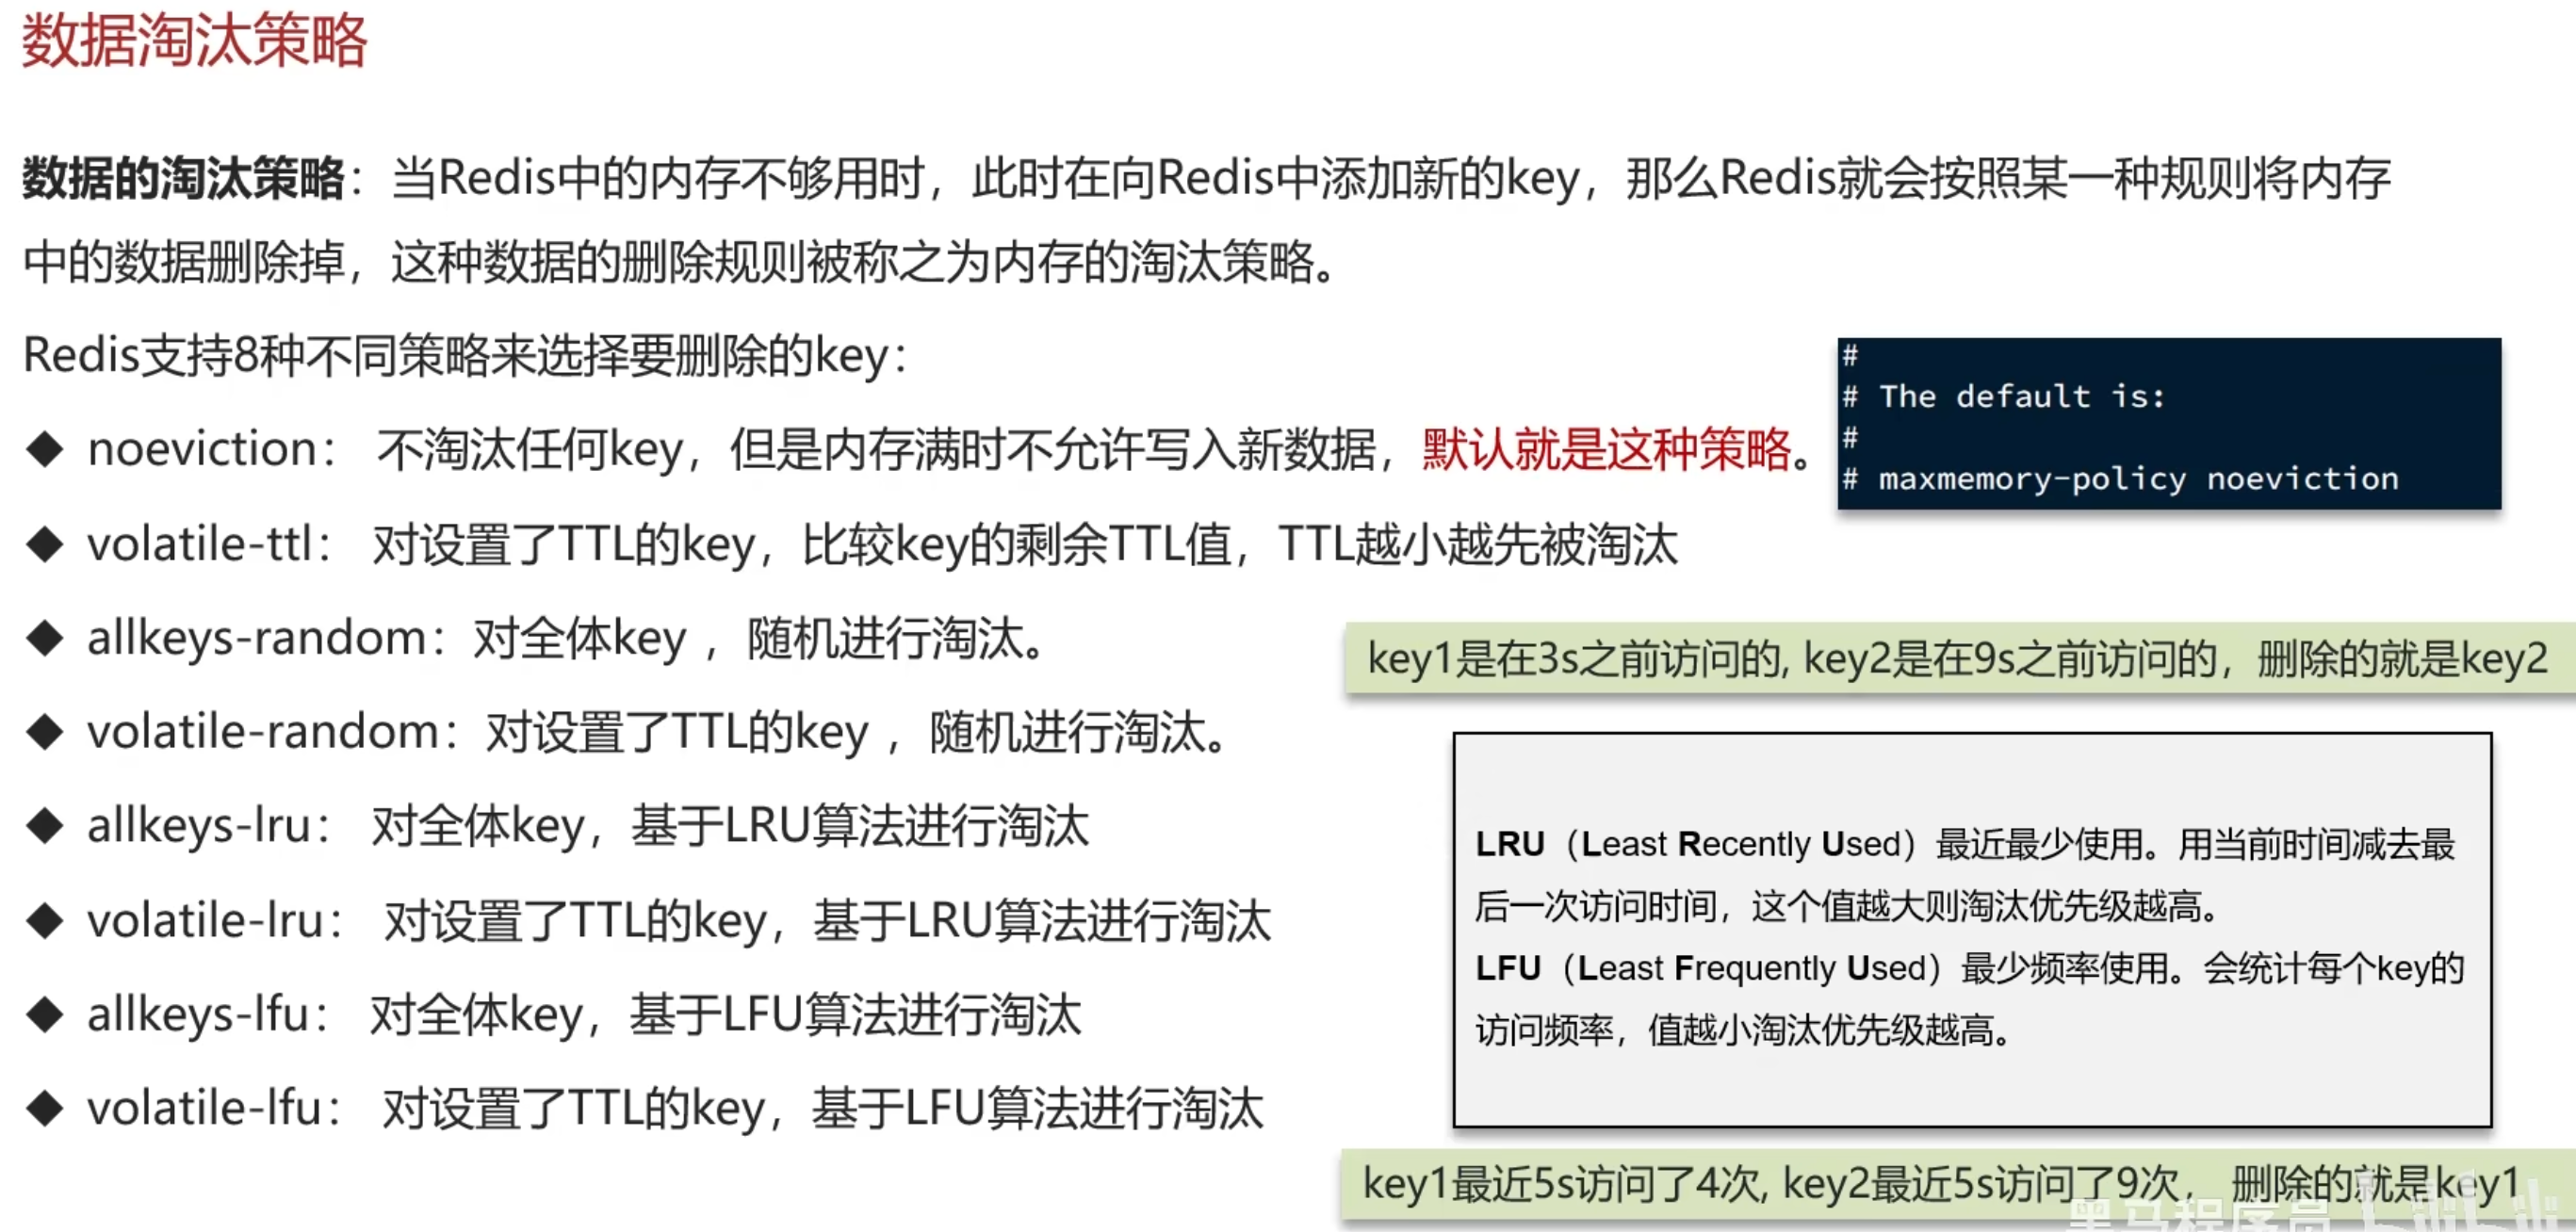 数据淘汰策略
数据的淘汰策略：当Redis中的内存不够用时，此时在向Redis中添加新的key，那么Redis就会按照某一种规则将内存
中的数据删除掉，这种数据的删除规则被称之为内存的淘汰策略。
Redis支持8种不同策略来选择要删除的key：
◆ noeviction： 不淘汰任何key，但是内存满时不允许写入新数据，默认就是这种策略。
#
# The default is:
#
# maxmemory-policy noeviction
◆ volatile-ttl： 对设置了TTL的key，比较key的剩余TTL值，TTL越小越先被淘汰
◆ allkeys-random：对全体key ，随机进行淘汰。
◆ volatile-random：对设置了TTL的key ，随机进行淘汰。
◆ allkeys-lru： 对全体key，基于LRU算法进行淘汰
◆ volatile-lru： 对设置了TTL的key，基于LRU算法进行淘汰
◆ allkeys-lfu： 对全体key，基于LFU算法进行淘汰
◆ volatile-lfu： 对设置了TTL的key，基于LFU算法进行淘汰
key1是在3s之前访问的, key2是在9s之前访问的，删除的就是key2
LRU（Least Recently Used）最近最少使用。用当前时间减去最
后一次访问时间，这个值越大则淘汰优先级越高。
LFU（Least Frequently Used）最少频率使用。会统计每个key的
访问频率，值越小淘汰优先级越高。
key1最近5s访问了4次, key2最近5s访问了9次， 删除的就是key1
黑马程序员